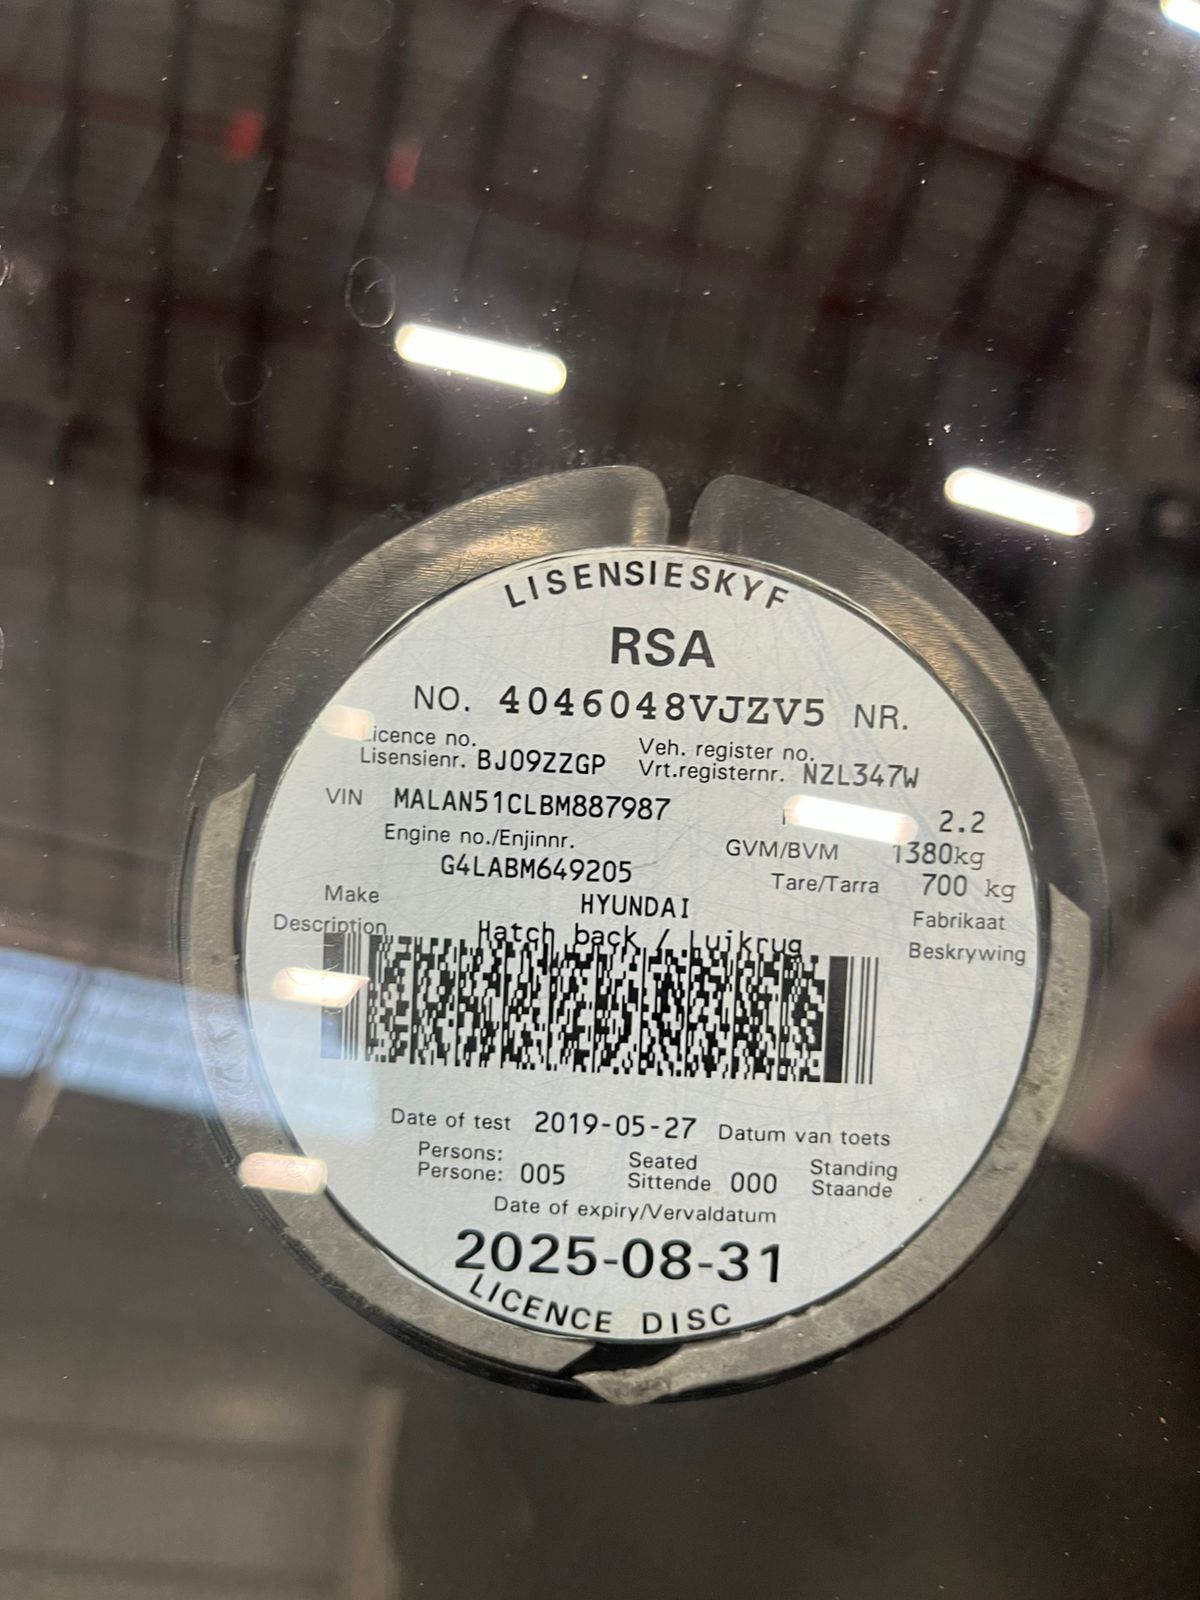 LISENSIESKYF
RSA
NO. 4046048VJZV5 NR.
Licence no. Veh. register no.
Lisensienr. BJ09ZZGP Vrt.registernr. NZL347W
VIN MALAN51CLBM887987 2.2
Engine no./Enjinnr. GVM/BVM 1380kg
G4LABM649205 Tare/Tarra 700 kg
Make HYUNDAI Fabrikaat
Description Hatch back / Luikrug Beskrywing
Date of test 2019-05-27 Datum van toets
Persons: Seated Standing
Persone: 005 Sittende 000 Staande
Date of expiry/Vervaldatum
2025-08-31
LICENCE DISC